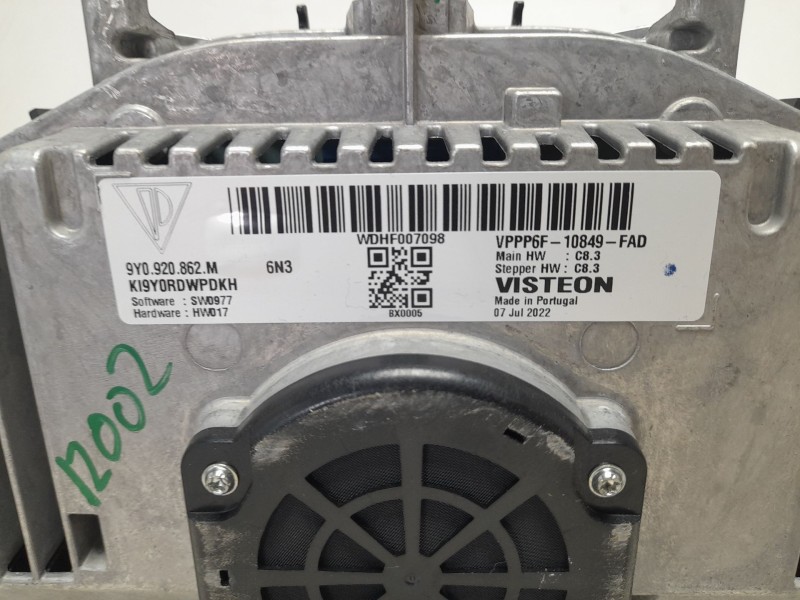 WDHF007098
VPPP6F-10849-FAD
Main HW : C8.3
Stepper HW : C8.3
9Y0.920.862.M 6N3
KI9Y0RDWPDKH
Software : SW0977
Hardware : HW017
BX0005
VISTEON
Made in Portugal
07 Jul 2022
12002